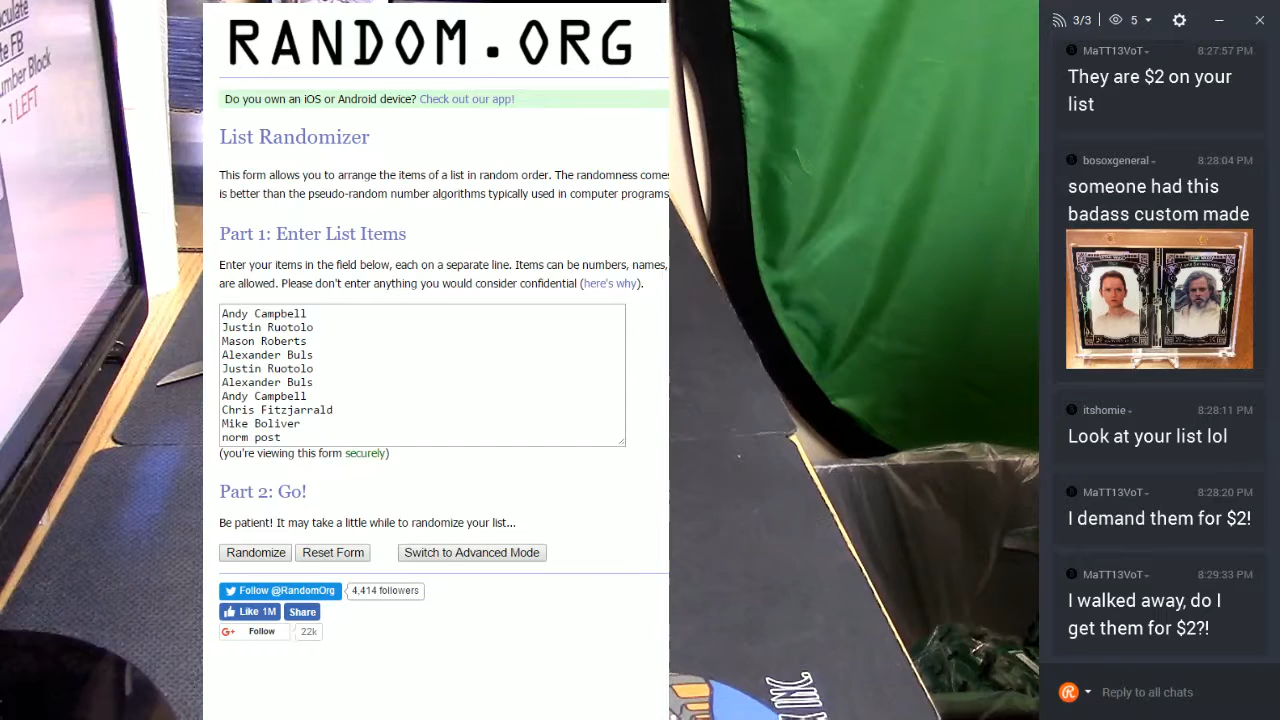 culate
te FB
umber Block
- 1 LEFT
RANDOM.ORG
Do you own an iOS or Android device? Check out our app!
List Randomizer
This form allows you to arrange the items of a list in random order. The randomness comes
is better than the pseudo-random number algorithms typically used in computer programs
Part 1: Enter List Items
Enter your items in the field below, each on a separate line. Items can be numbers, names,
are allowed. Please don't enter anything you would consider confidential (here's why).
Andy Campbell
Justin Ruotolo
Mason Roberts
Alexander Buls
Justin Ruotolo
Alexander Buls
Andy Campbell
Chris Fitzjarrald
Mike Boliver
norm post
(you're viewing this form securely)
Part 2: Go!
Be patient! It may take a little while to randomize your list...
Randomize Reset Form Switch to Advanced Mode
Follow @RandomOrg 4,414 followers
Like 1M Share
G+ Follow 22k
INC
3/3 5
MaTT13VoT 8:27:57 PM
They are $2 on your
list
bosoxgeneral 8:28:04 PM
someone had this
badass custom made
itshomie 8:28:11 PM
Look at your list lol
MaTT13VoT 8:28:20 PM
I demand them for $2!
MaTT13VoT 8:29:33 PM
I walked away, do I
get them for $2?!
Reply to all chats